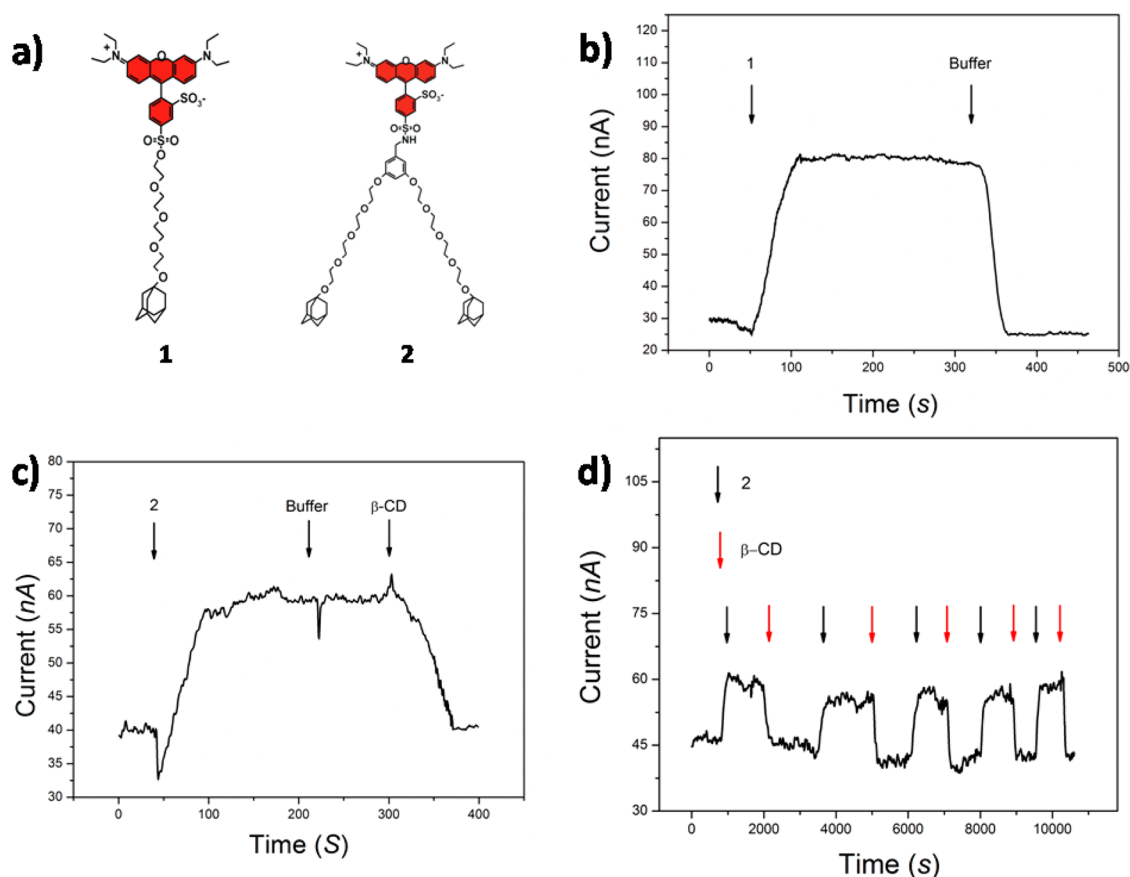 a)
N+
O
N
SO3-
O=S=O
O
O
O
O
O
1
N+
O
N
SO3-
O=S=O
NH
O
O
O
O
O
O
O
O
O
O
2
b)
120
110
100
90
80
70
60
50
40
30
20
Current (nA)
1
Buffer
0
100
200
300
400
500
Time (s)
c)
80
75
70
65
60
55
50
45
40
35
30
Current (nA)
2
Buffer
β-CD
0
100
200
300
400
Time (S)
d)
105
90
75
60
45
30
Current (nA)
2
β-CD
0
2000
4000
6000
8000
10000
Time (s)